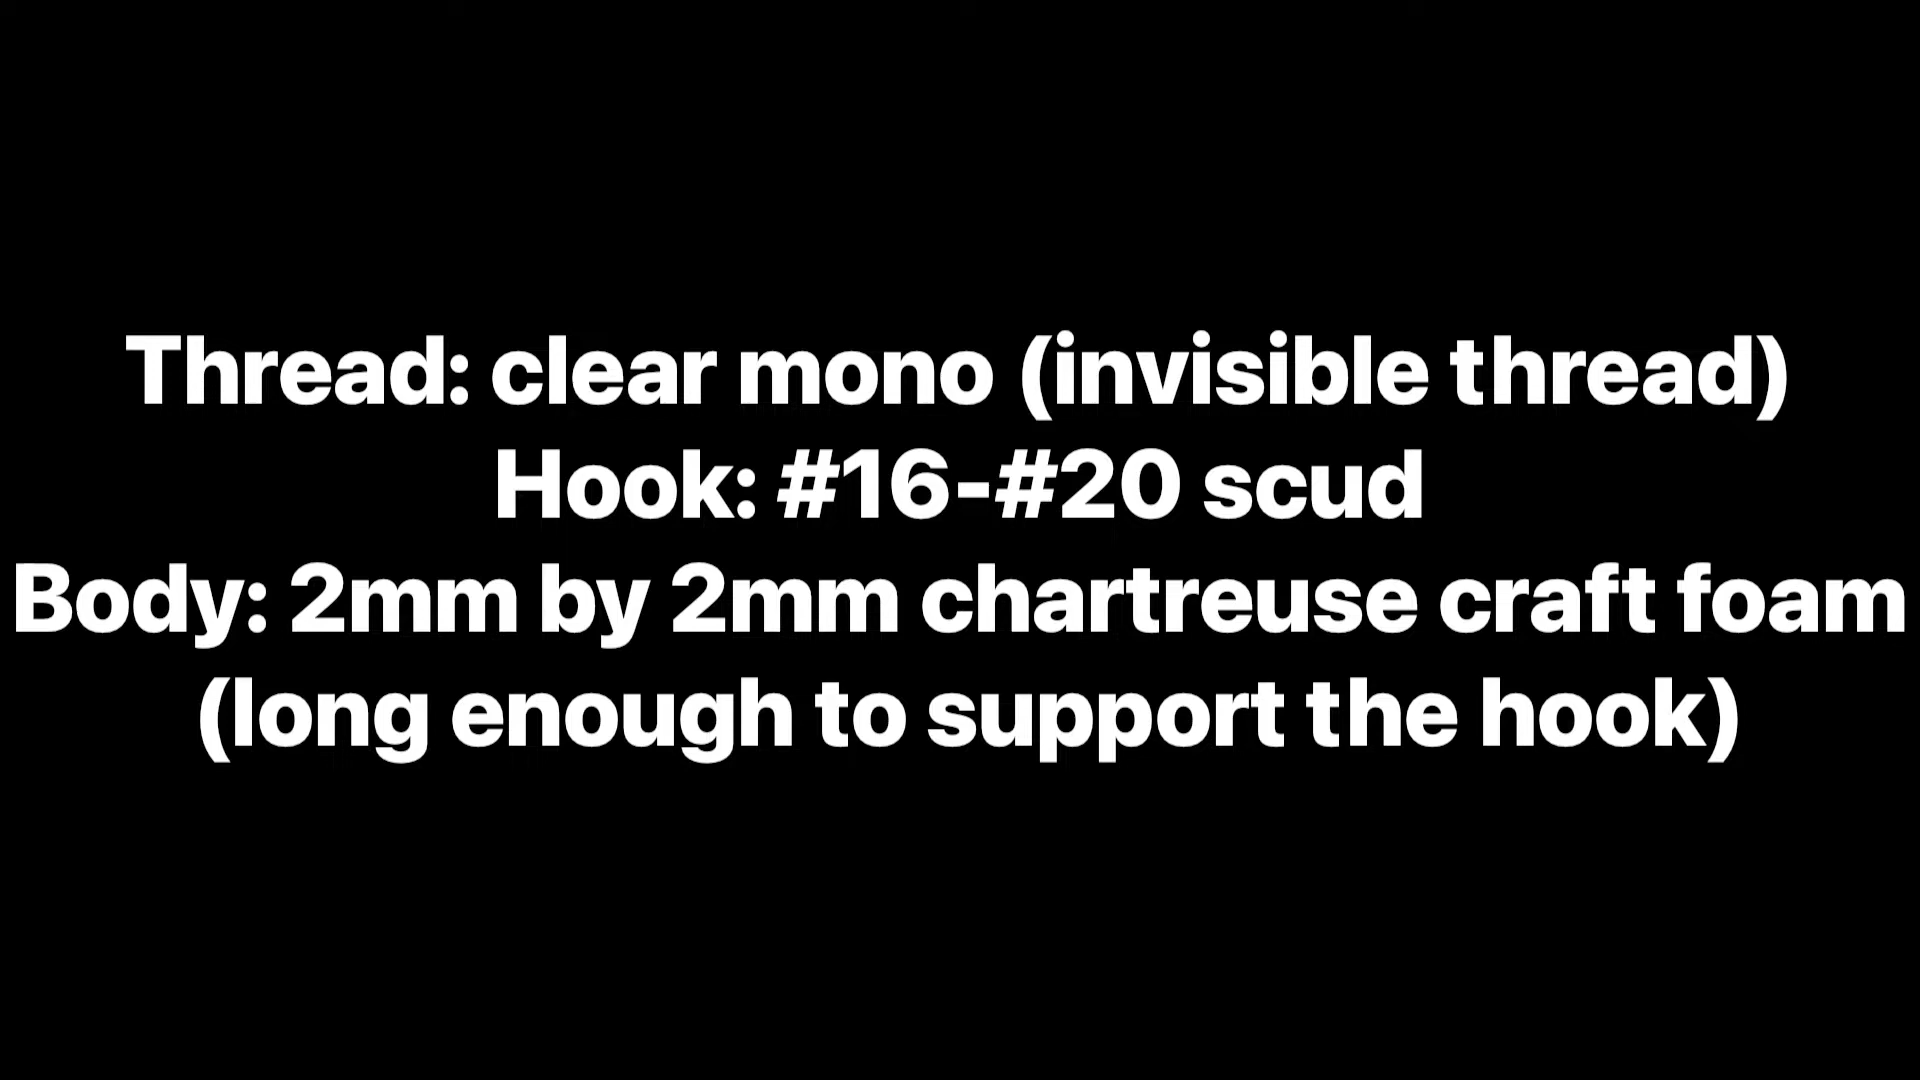 Thread: clear mono (invisible thread)
Hook: #16-#20 scud
Body: 2mm by 2mm chartreuse craft foam
(long enough to support the hook)